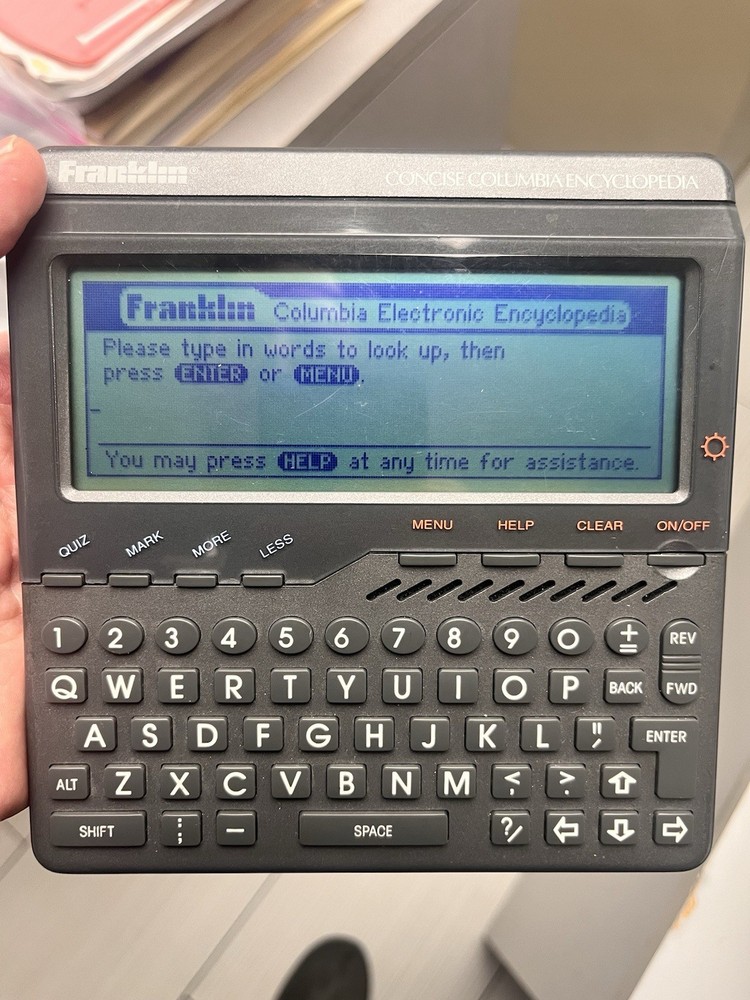 Franklin CONCISE COLUMBIA ENCYCLOPEDIA
Franklin Columbia Electronic Encyclopedia
Please type in words to look up, then
press ENTER or MENU.
_
You may press HELP at any time for assistance.
MENU HELP CLEAR ON/OFF
QUIZ MARK MORE LESS
1 2 3 4 5 6 7 8 9 0 ± REV
Q W E R T Y U I O P BACK FWD
A S D F G H J K L " , ENTER
ALT Z X C V B N M < , > . ⇧
SHIFT : ; – SPACE ?/ ⇦ ⇩ ⇨